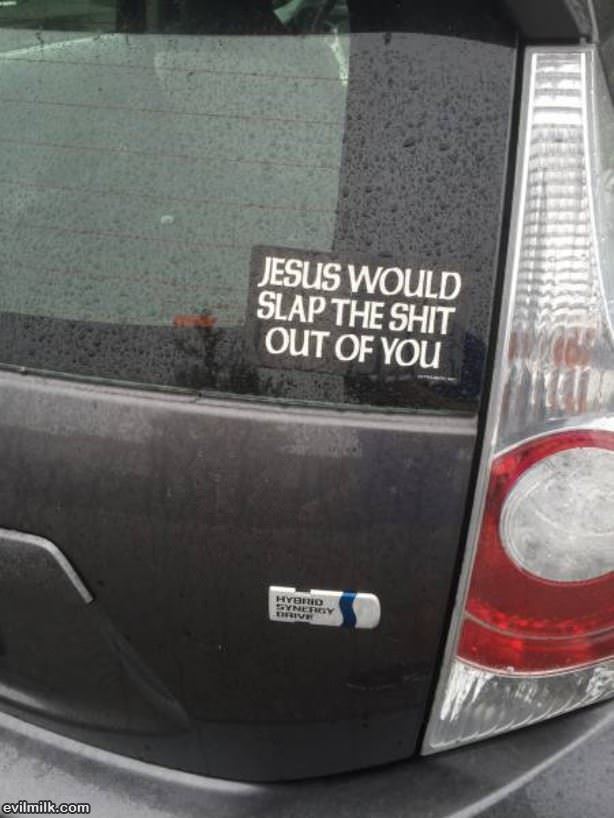 JESUS WOULD
SLAP THE SHIT
OUT OF YOU
HYBRID
SYNERGY
DRIVE
evilmilk.com